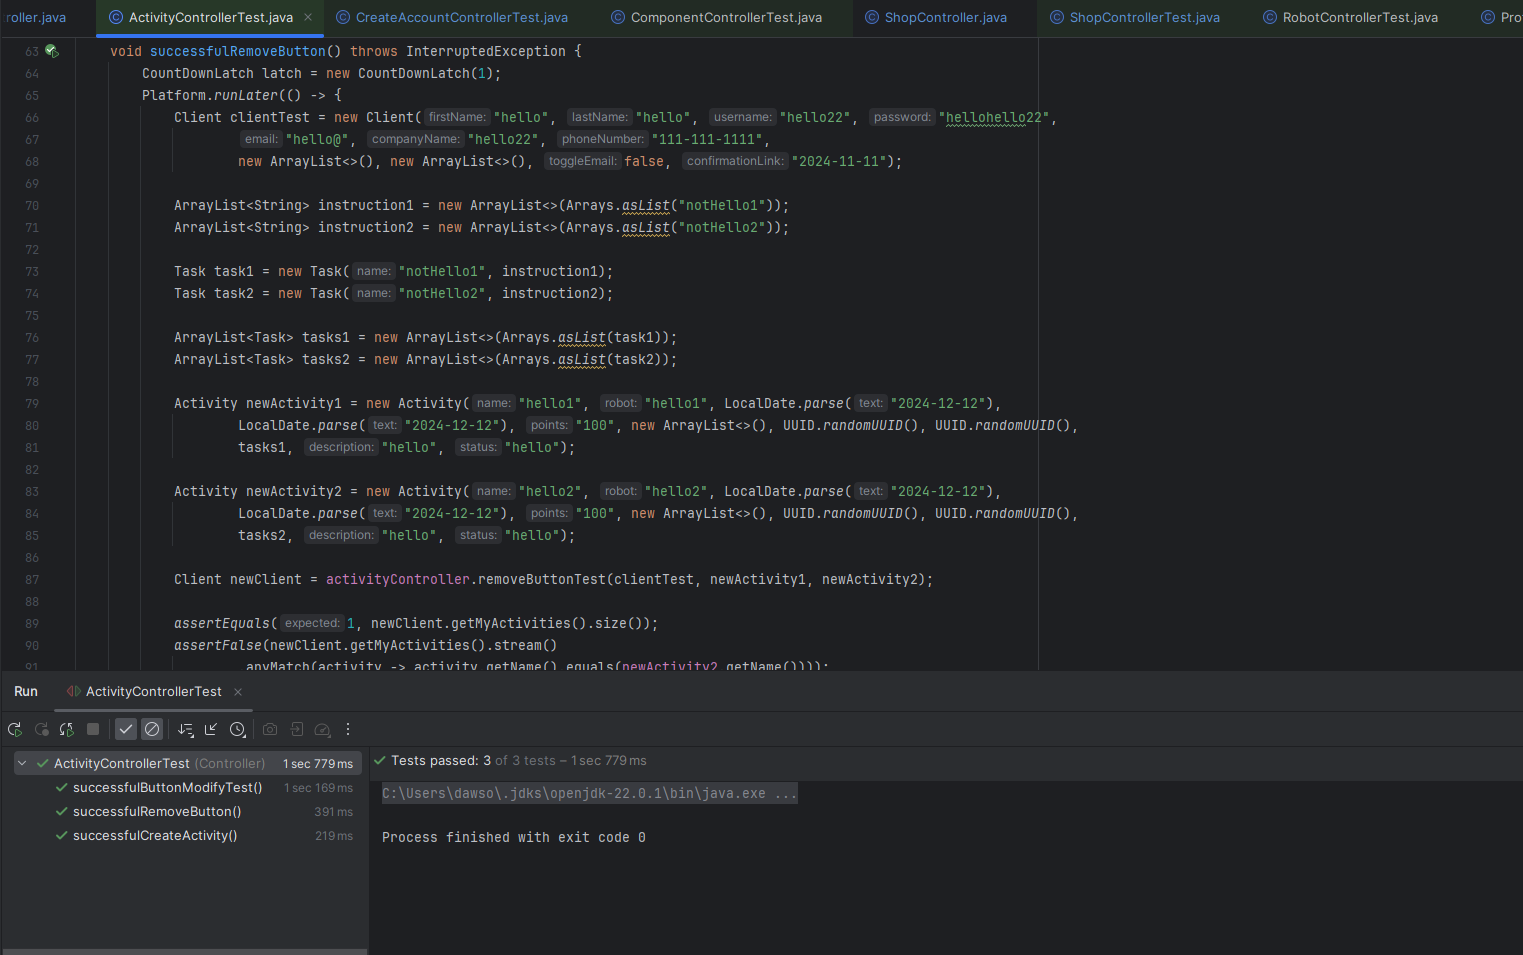 roller.java ActivityControllerTest.java CreateAccountControllerTest.java ComponentControllerTest.java ShopController.java ShopControllerTest.java RobotControllerTest.java Pro
63 void successfulRemoveButton() throws InterruptedException {
64 CountDownLatch latch = new CountDownLatch(1);
65 Platform.runLater(() -> {
66 Client clientTest = new Client( firstName: "hello", lastName: "hello", username: "hello22", password: "hellohello22",
67 email: "hello@", companyName: "hello22", phoneNumber: "111-111-1111",
68 new ArrayList<>(), new ArrayList<>(), toggleEmail: false, confirmationLink: "2024-11-11");
69
70 ArrayList<String> instruction1 = new ArrayList<>(Arrays.asList("notHello1"));
71 ArrayList<String> instruction2 = new ArrayList<>(Arrays.asList("notHello2"));
72
73 Task task1 = new Task( name: "notHello1", instruction1);
74 Task task2 = new Task( name: "notHello2", instruction2);
75
76 ArrayList<Task> tasks1 = new ArrayList<>(Arrays.asList(task1));
77 ArrayList<Task> tasks2 = new ArrayList<>(Arrays.asList(task2));
78
79 Activity newActivity1 = new Activity( name: "hello1", robot: "hello1", LocalDate.parse( text: "2024-12-12"),
80 LocalDate.parse( text: "2024-12-12"), points: "100", new ArrayList<>(), UUID.randomUUID(), UUID.randomUUID(),
81 tasks1, description: "hello", status: "hello");
82
83 Activity newActivity2 = new Activity( name: "hello2", robot: "hello2", LocalDate.parse( text: "2024-12-12"),
84 LocalDate.parse( text: "2024-12-12"), points: "100", new ArrayList<>(), UUID.randomUUID(), UUID.randomUUID(),
85 tasks2, description: "hello", status: "hello");
86
87 Client newClient = activityController.removeButtonTest(clientTest, newActivity1, newActivity2);
88
89 assertEquals( expected: 1, newClient.getMyActivities().size());
90 assertFalse(newClient.getMyActivities().stream()
91 .anyMatch(activity -> activity.getName().equals(newActivity2.getName())));
Run ActivityControllerTest
ActivityControllerTest (Controller) 1 sec 779 ms
successfulButtonModifyTest() 1 sec 169 ms
successfulRemoveButton() 391 ms
successfulCreateActivity() 219 ms
Tests passed: 3 of 3 tests – 1 sec 779 ms
C:\Users\dawso\.jdks\openjdk-22.0.1\bin\java.exe ...
Process finished with exit code 0